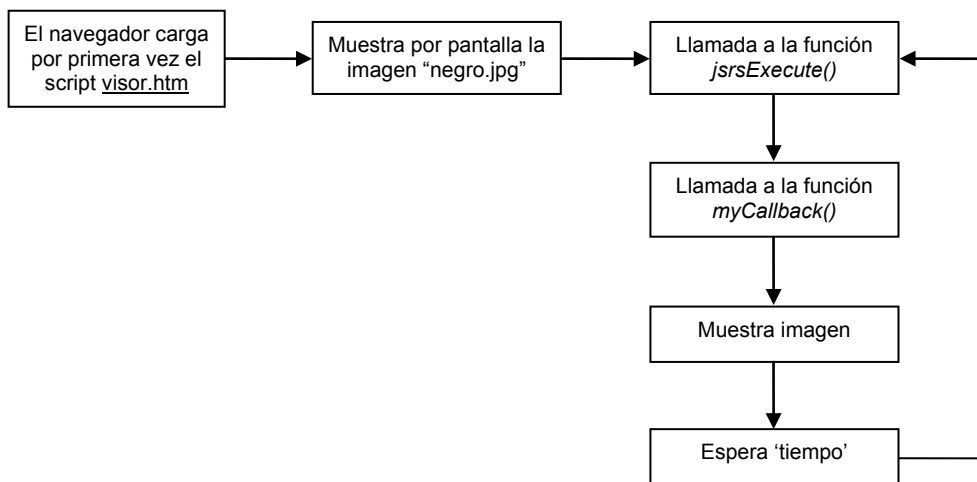 El navegador carga
por primera vez el
script visor.htm
Muestra por pantalla la
imagen “negro.jpg”
Llamada a la función
jsrsExecute()
Llamada a la función
myCallback()
Muestra imagen
Espera ‘tiempo’